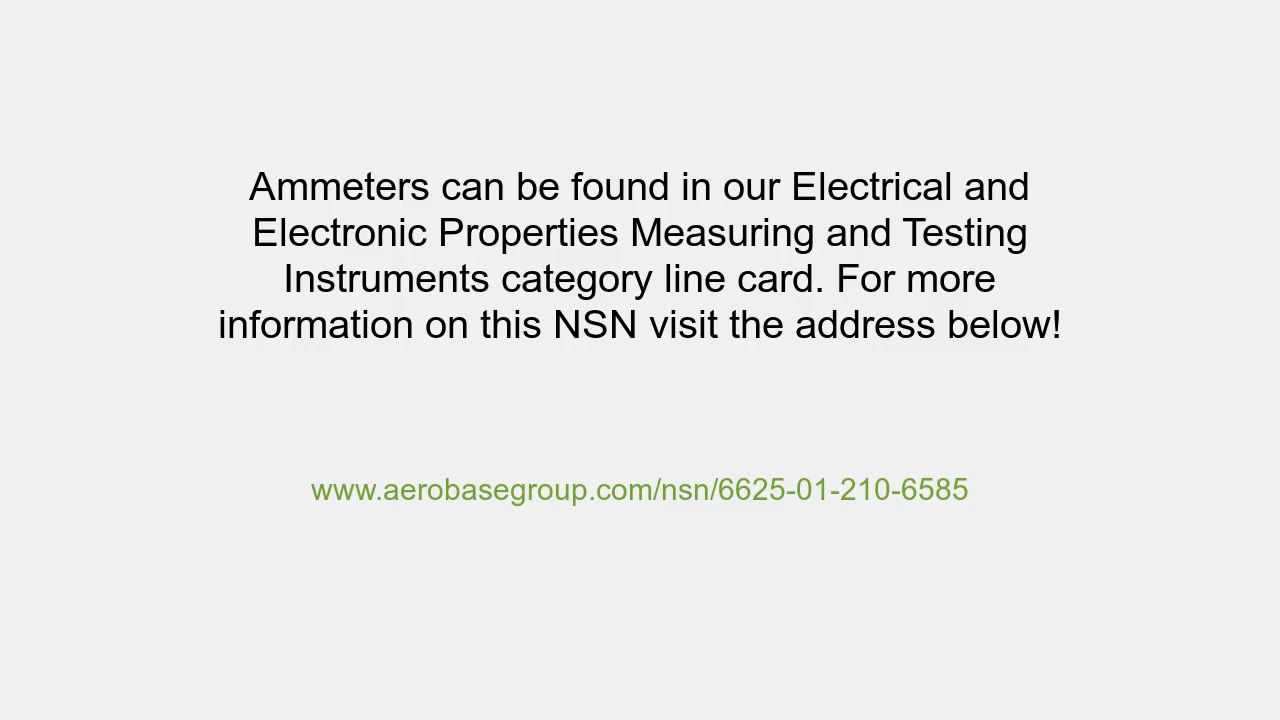 Ammeters can be found in our Electrical and
Electronic Properties Measuring and Testing
Instruments category line card. For more
information on this NSN visit the address below!
www.aerobasegroup.com/nsn/6625-01-210-6585